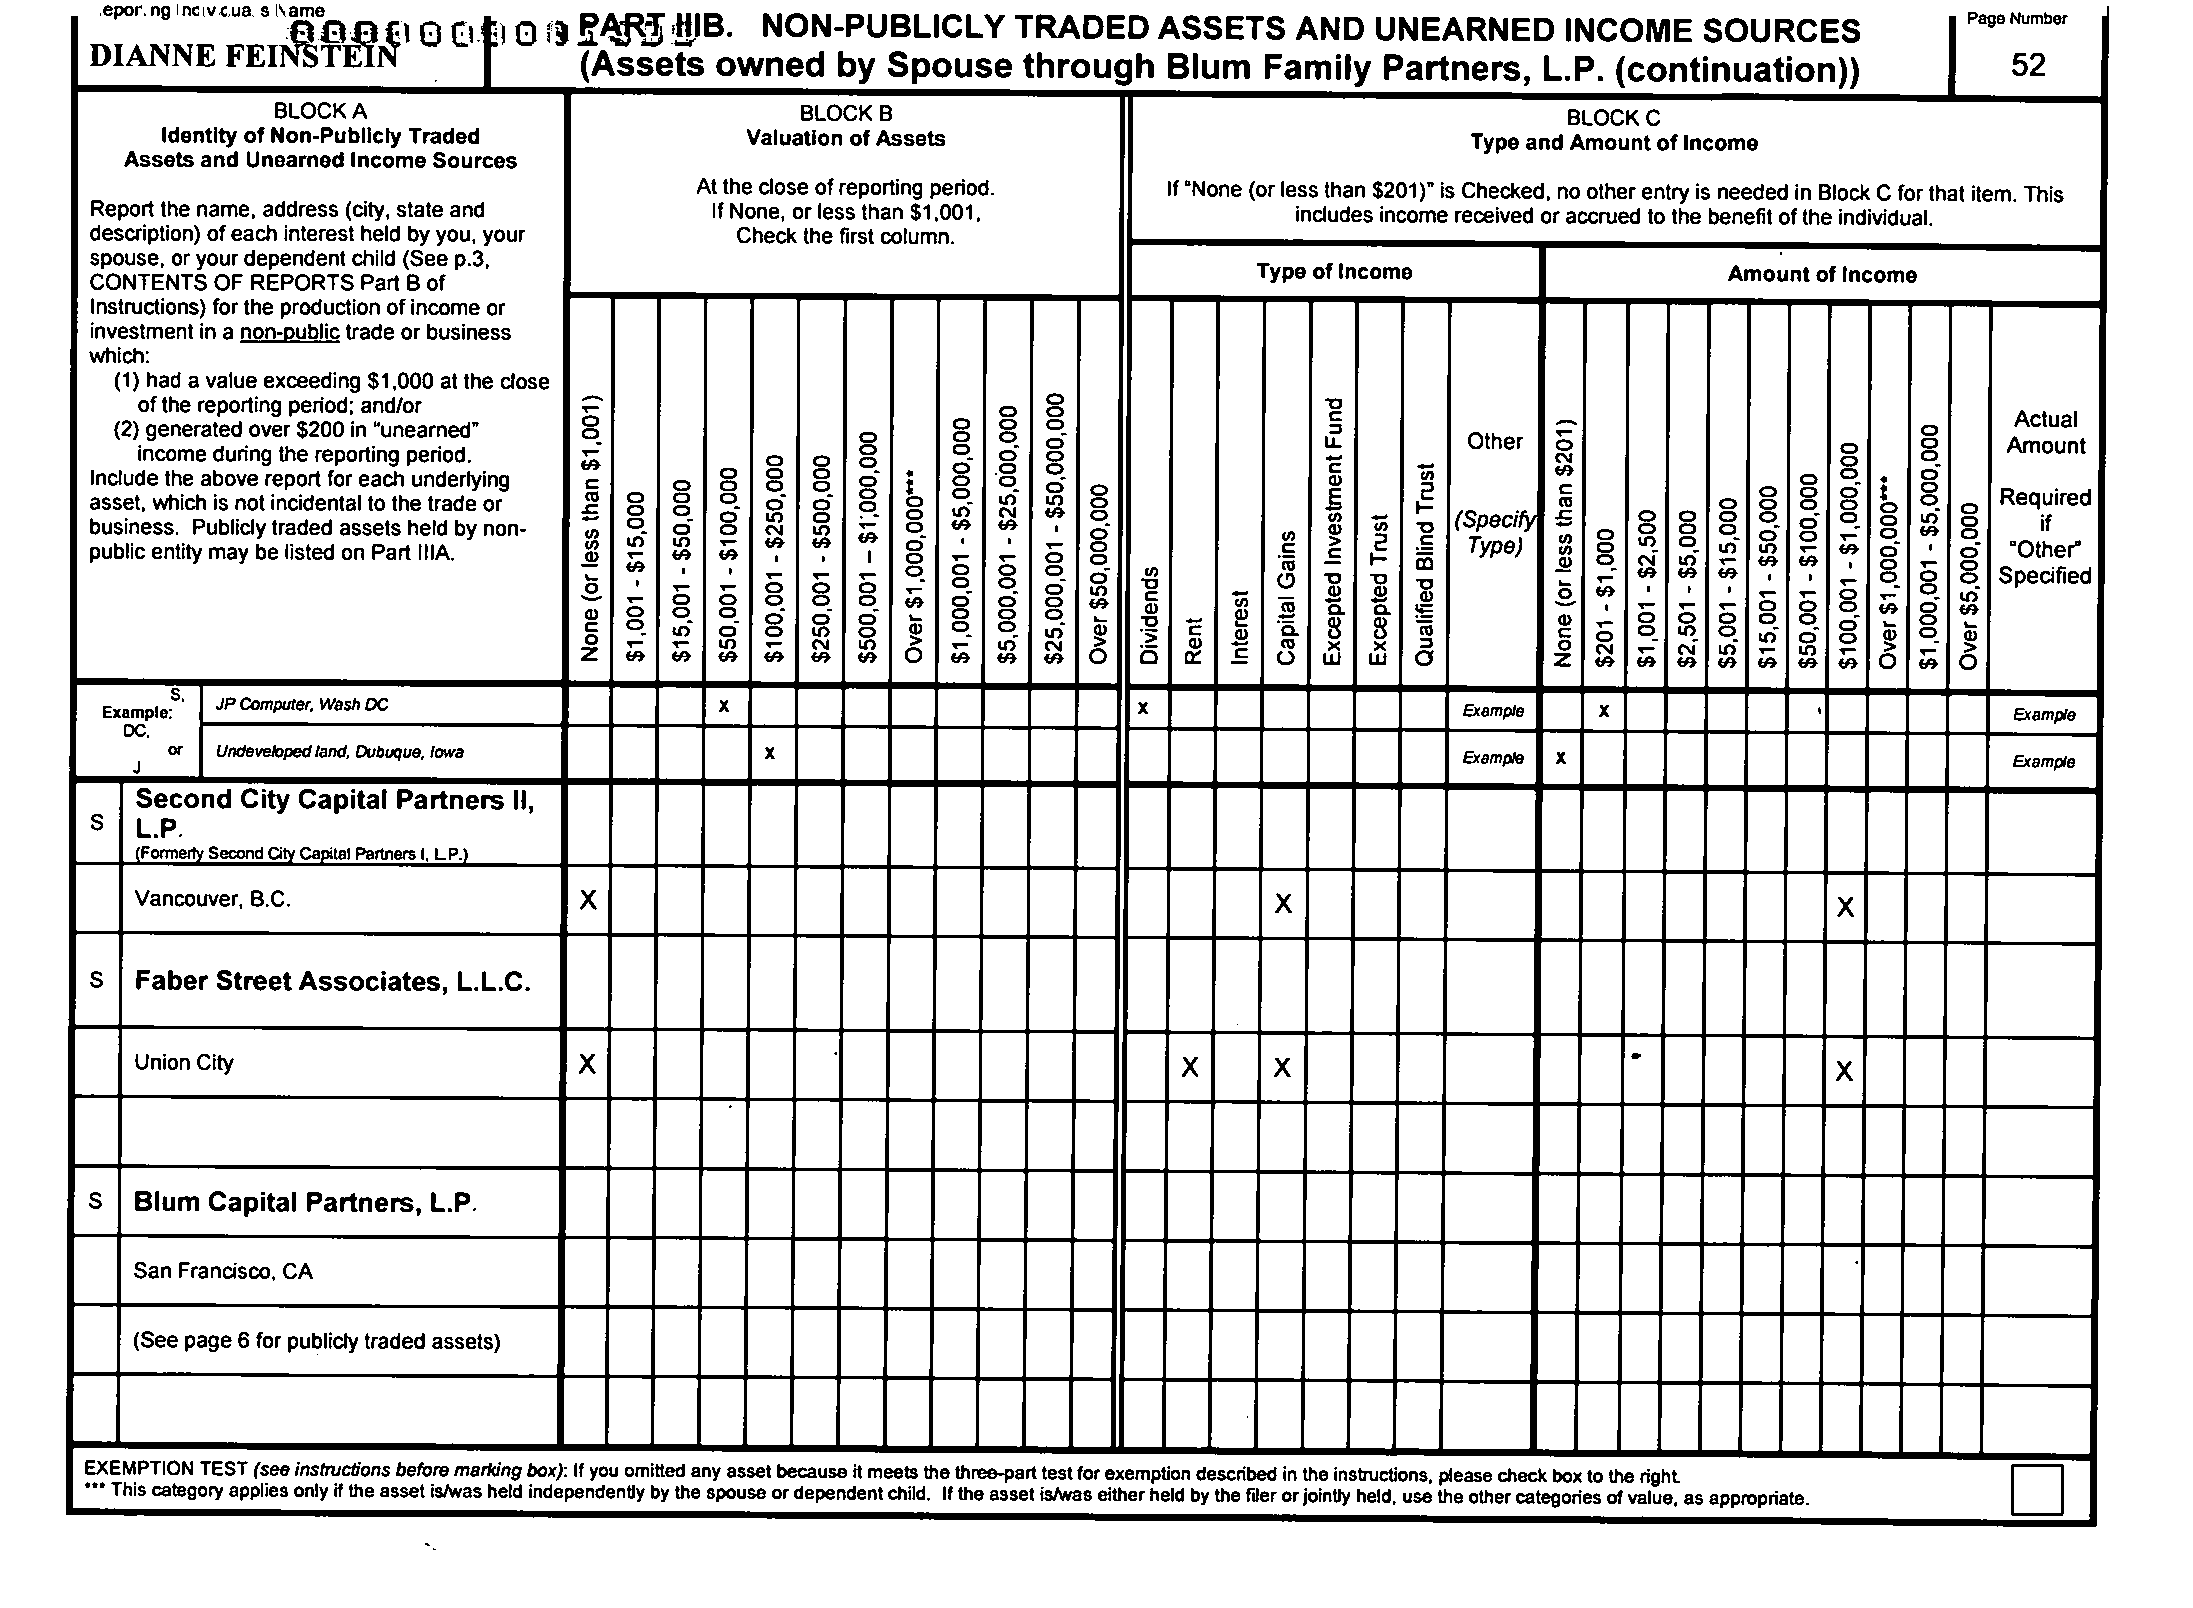 DIANNE FEINSTEIN
PART IIIB. NON-PUBLICLY TRADED ASSETS AND UNEARNED INCOME SOURCES
(Assets owned by Spouse through Blum Family Partners, L.P. (continuation))
Page Number
52
BLOCK A
Identity of Non-Publicly Traded
Assets and Unearned Income Sources
Report the name, address (city, state and
description) of each interest held by you, your
spouse, or your dependent child (See p.3,
CONTENTS OF REPORTS Part B of
Instructions) for the production of income or
investment in a non-public trade or business
which:
(1) had a value exceeding $1,000 at the close
of the reporting period; and/or
(2) generated over $200 in "unearned"
income during the reporting period.
Include the above report for each underlying
asset, which is not incidental to the trade or
business. Publicly traded assets held by non-
public entity may be listed on Part IIIA.
BLOCK B
Valuation of Assets
At the close of reporting period.
If None, or less than $1,001,
Check the first column.
None (or less than $1,001)
$1,001 - $15,000
$15,001 - $50,000
$50,001 - $100,000
$100,001 - $250,000
$250,001 - $500,000
$500,001 – $1,000,000
Over $1,000,000***
$1,000,001 - $5,000,000
$5,000,001 - $25,000,000
$25,000,001 - $50,000,000
Over $50,000,000
BLOCK C
Type and Amount of Income
If "None (or less than $201)" is Checked, no other entry is needed in Block C for that item. This
includes income received or accrued to the benefit of the individual.
Type of Income
Dividends
Rent
Interest
Capital Gains
Excepted Investment Fund
Excepted Trust
Qualified Blind Trust
Other
(Specify
Type)
Amount of Income
None (or less than $201)
$201 - $1,000
$1,001 - $2,500
$2,501 - $5,000
$5,001 - $15,000
$15,001 - $50,000
$50,001 - $100,000
$100,001 - $1,000,000
Over $1,000,000***
$1,000,001 - $5,000,000
Over $5,000,000
Actual
Amount
Required
if
"Other"
Specified
Example:
S,
DC,
or
J
JP Computer, Wash DC X X Example X Example
Undeveloped land, Dubuque, Iowa X Example X Example
S Second City Capital Partners II,
L.P.
(Formerly Second City Capital Partners I, L.P.)
Vancouver, B.C. X X X
S Faber Street Associates, L.L.C.
Union City X X X X
S Blum Capital Partners, L.P.
San Francisco, CA
(See page 6 for publicly traded assets)
EXEMPTION TEST (see instructions before marking box): If you omitted any asset because it meets the three-part test for exemption described in the instructions, please check box to the right.
*** This category applies only if the asset is/was held independently by the spouse or dependent child. If the asset is/was either held by the filer or jointly held, use the other categories of value, as appropriate.